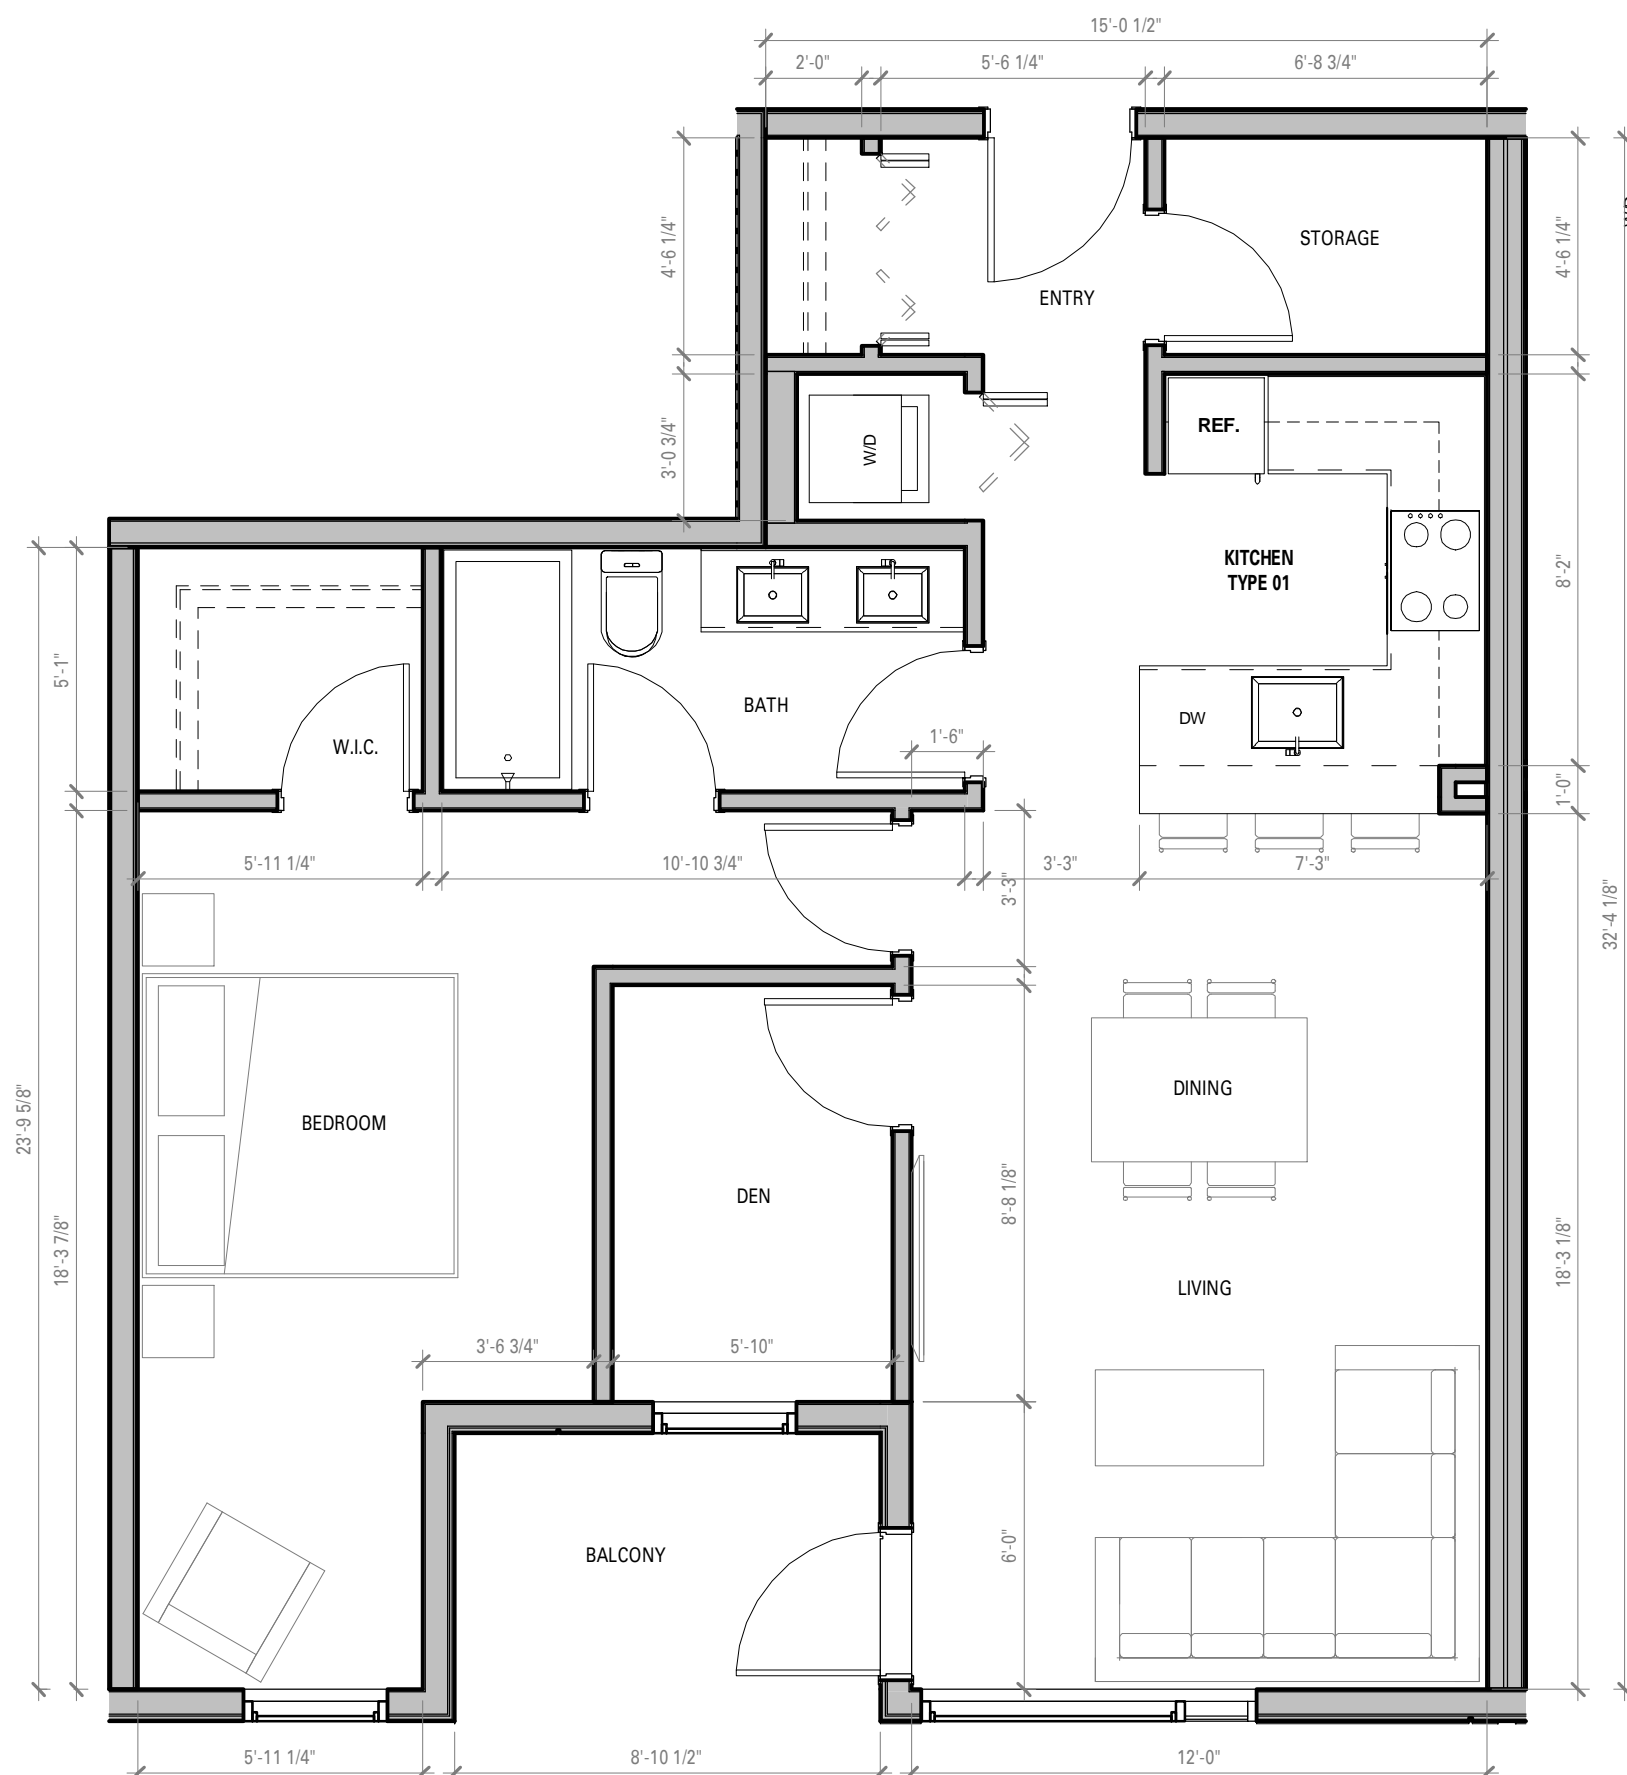 15'-0 1/2"
2'-0"
5'-6 1/4"
6'-8 3/4"
4'-6 1/4"
STORAGE
4'-6 1/4"
ENTRY
3'-0 3/4"
W/D
REF.
KITCHEN
TYPE 01
8'-2"
5'-1"
W.I.C.
BATH
1'-6"
DW
1'-0"
5'-11 1/4"
10'-10 3/4"
3'-3"
3'-3"
7'-3"
32'-4 1/8"
23'-9 5/8"
18'-3 7/8"
BEDROOM
DINING
DEN
8'-8 1/8"
18'-3 1/8"
LIVING
3'-6 3/4"
5'-10"
BALCONY
6'-0"
5'-11 1/4"
8'-10 1/2"
12'-0"